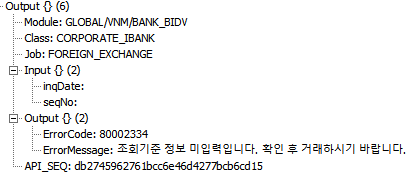 Output {} (6)
Module: GLOBAL/VNM/BANK_BIDV
Class: CORPORATE_IBANK
Job: FOREIGN_EXCHANGE
Input {} (2)
inqDate:
seqNo:
Output {} (2)
ErrorCode: 80002334
ErrorMessage: 조회기준 정보 미입력입니다. 확인 후 거래하시기 바랍니다.
API_SEQ: db2745962761bcc6e46d4277bcb6cd15